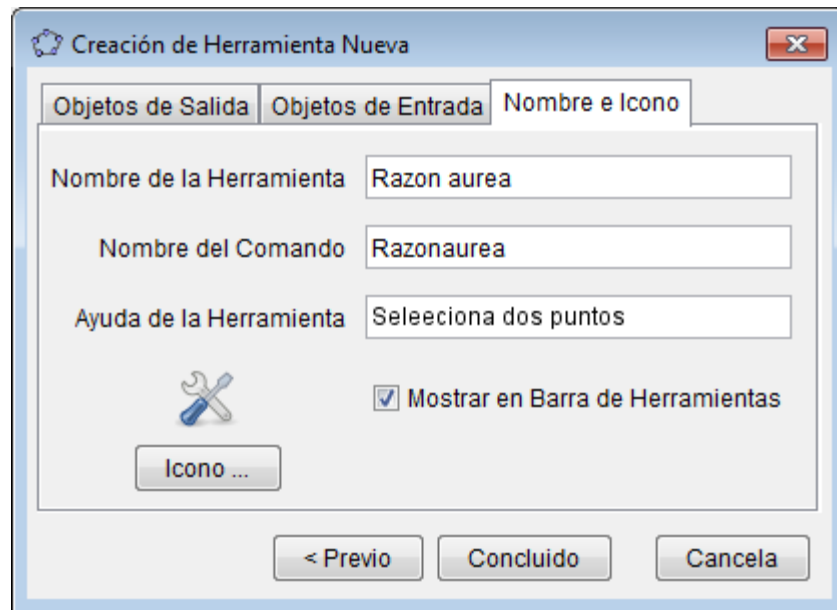 Creación de Herramienta Nueva
Objetos de Salida Objetos de Entrada Nombre e Icono
Nombre de la Herramienta Razon aurea
Nombre del Comando Razonaurea
Ayuda de la Herramienta Seleeciona dos puntos
Mostrar en Barra de Herramientas
Icono ...
< Previo Concluido Cancela